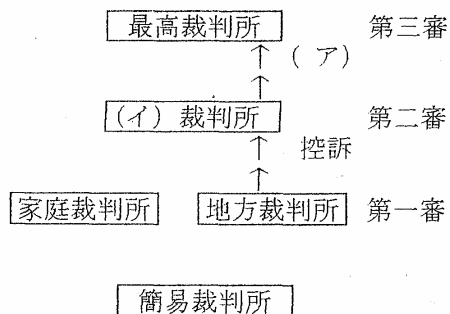 最高裁判所 第三審
(ア)
(イ)裁判所 第二審
控訴
家庭裁判所 地方裁判所 第一審
簡易裁判所